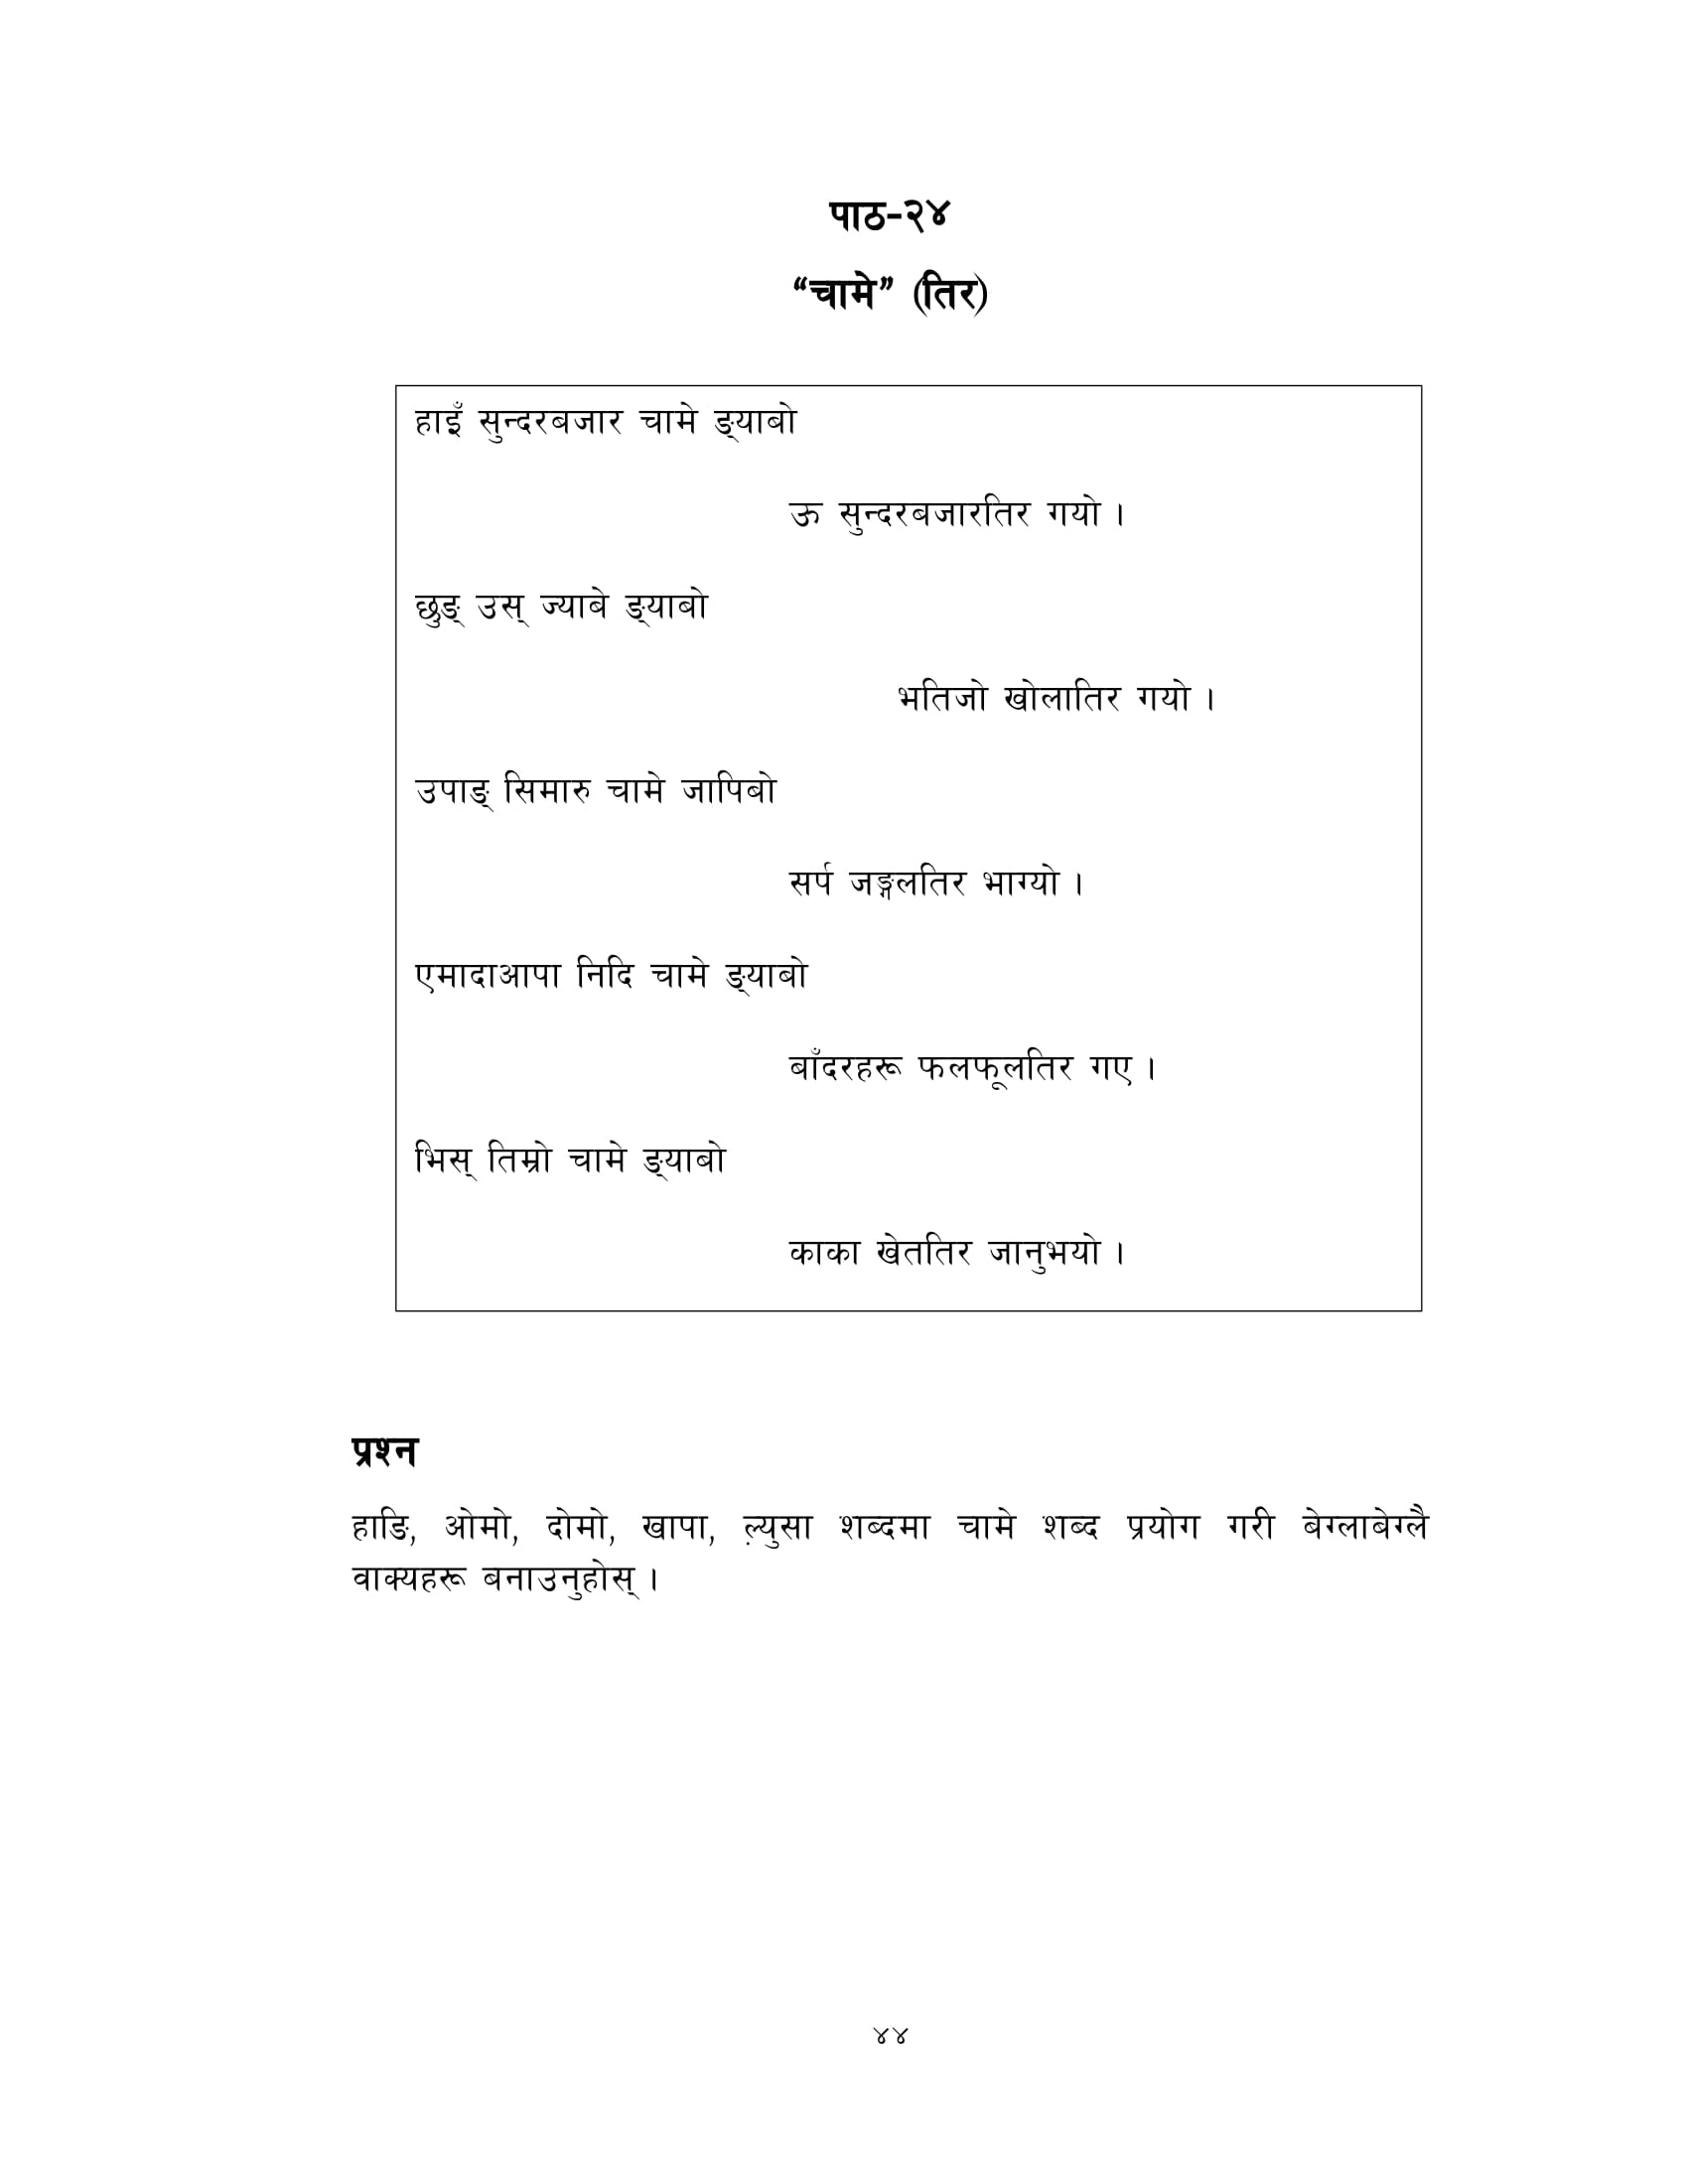 पाठ-२४
“चामे” (तिर)
हाइँ सुन्दरबजार चामे ङ्याबो
ऊ सुन्दरबजारतिर गयो ।
छुङ् उस् ज्याबे ङ्याबो
भतिजो खोलातिर गयो ।
उपाङ् सिमारु चामे जापिबो
सर्प जङ्गलतिर भाग्यो ।
एमादाआपा निदि चामे ङ्याबो
बाँदरहरू फलफूलतिर गए ।
भिस् तिम्रो चामे ङ्याबो
काका खेततिर जानुभयो ।
प्रश्न
हाङि, ओमो, दोमो, खापा, ल़्युसा शब्दमा चामे शब्द प्रयोग गरी बेग्लाबेग्लै
वाक्यहरू बनाउनुहोस् ।
४४